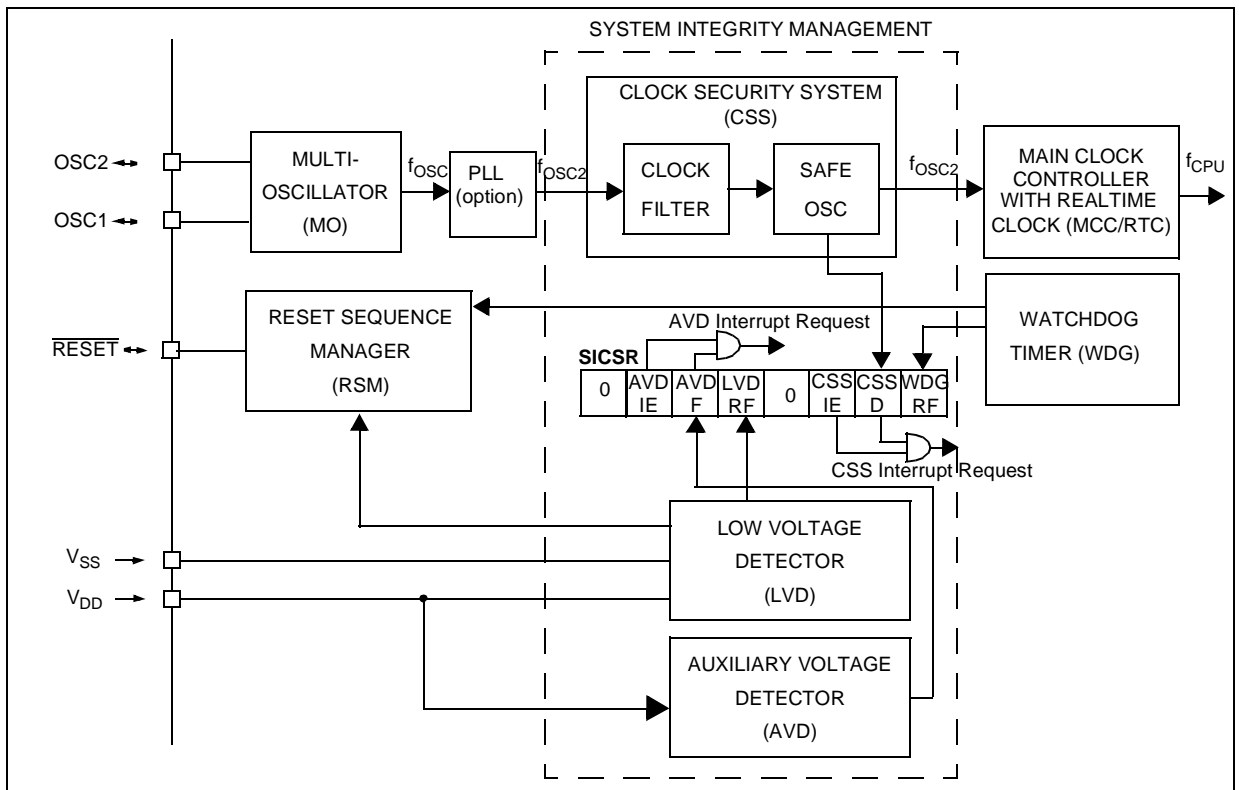 SYSTEM INTEGRITY MANAGEMENT
CLOCK SECURITY SYSTEM
(CSS)
OSC2
OSC1
MULTI-
OSCILLATOR
(MO)
fOSC
PLL
(option)
fOSC2
CLOCK
FILTER
SAFE
OSC
fOSC2
MAIN CLOCK
CONTROLLER
WITH REALTIME
CLOCK (MCC/RTC)
fCPU
RESET
RESET SEQUENCE
MANAGER
(RSM)
AVD Interrupt Request
WATCHDOG
TIMER (WDG)
SICSR
0
AVD
IE
AVD
F
LVD
RF
0
CSS
IE
CSS
D
WDG
RF
CSS Interrupt Request
VSS
VDD
LOW VOLTAGE
DETECTOR
(LVD)
AUXILIARY VOLTAGE
DETECTOR
(AVD)